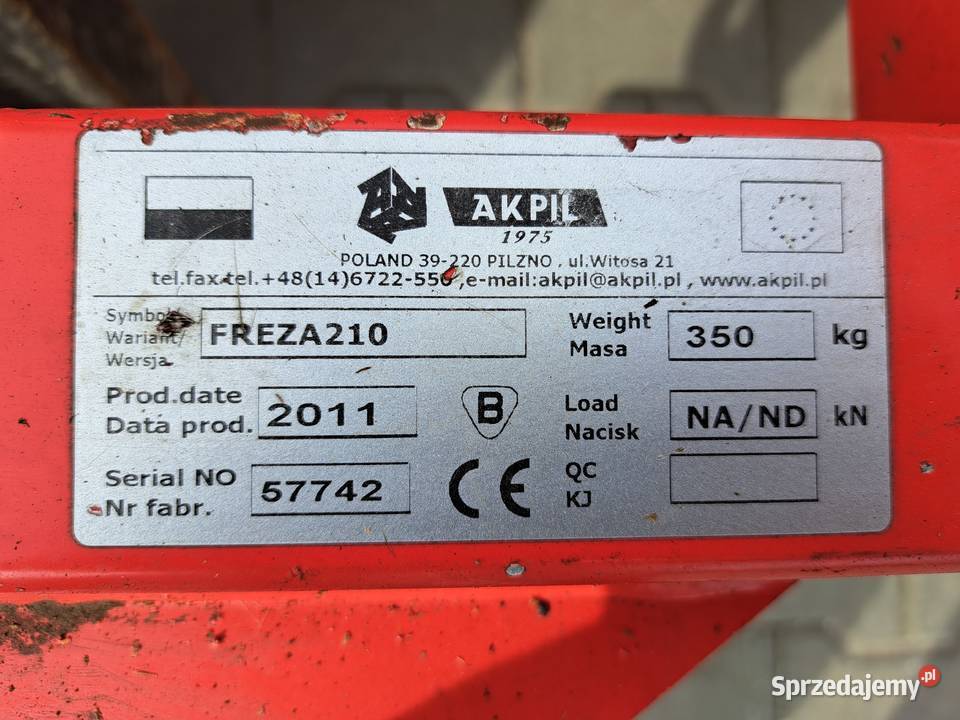 AKPIL
1975
POLAND 39-220 PILZNO, ul.Witosa 21
tel.fax.tel.+48(14)6722-550,e-mail:akpil@akpil.pl, www.akpil.pl
Symbol/
Wariant/
Wersja
FREZA210
Weight
Masa
350 kg
Prod.date
Data prod.
2011
B
Load
Nacisk
NA/ND kN
Serial NO
Nr fabr.
57742
CE
QC
KJ
Sprzedajemy.pl